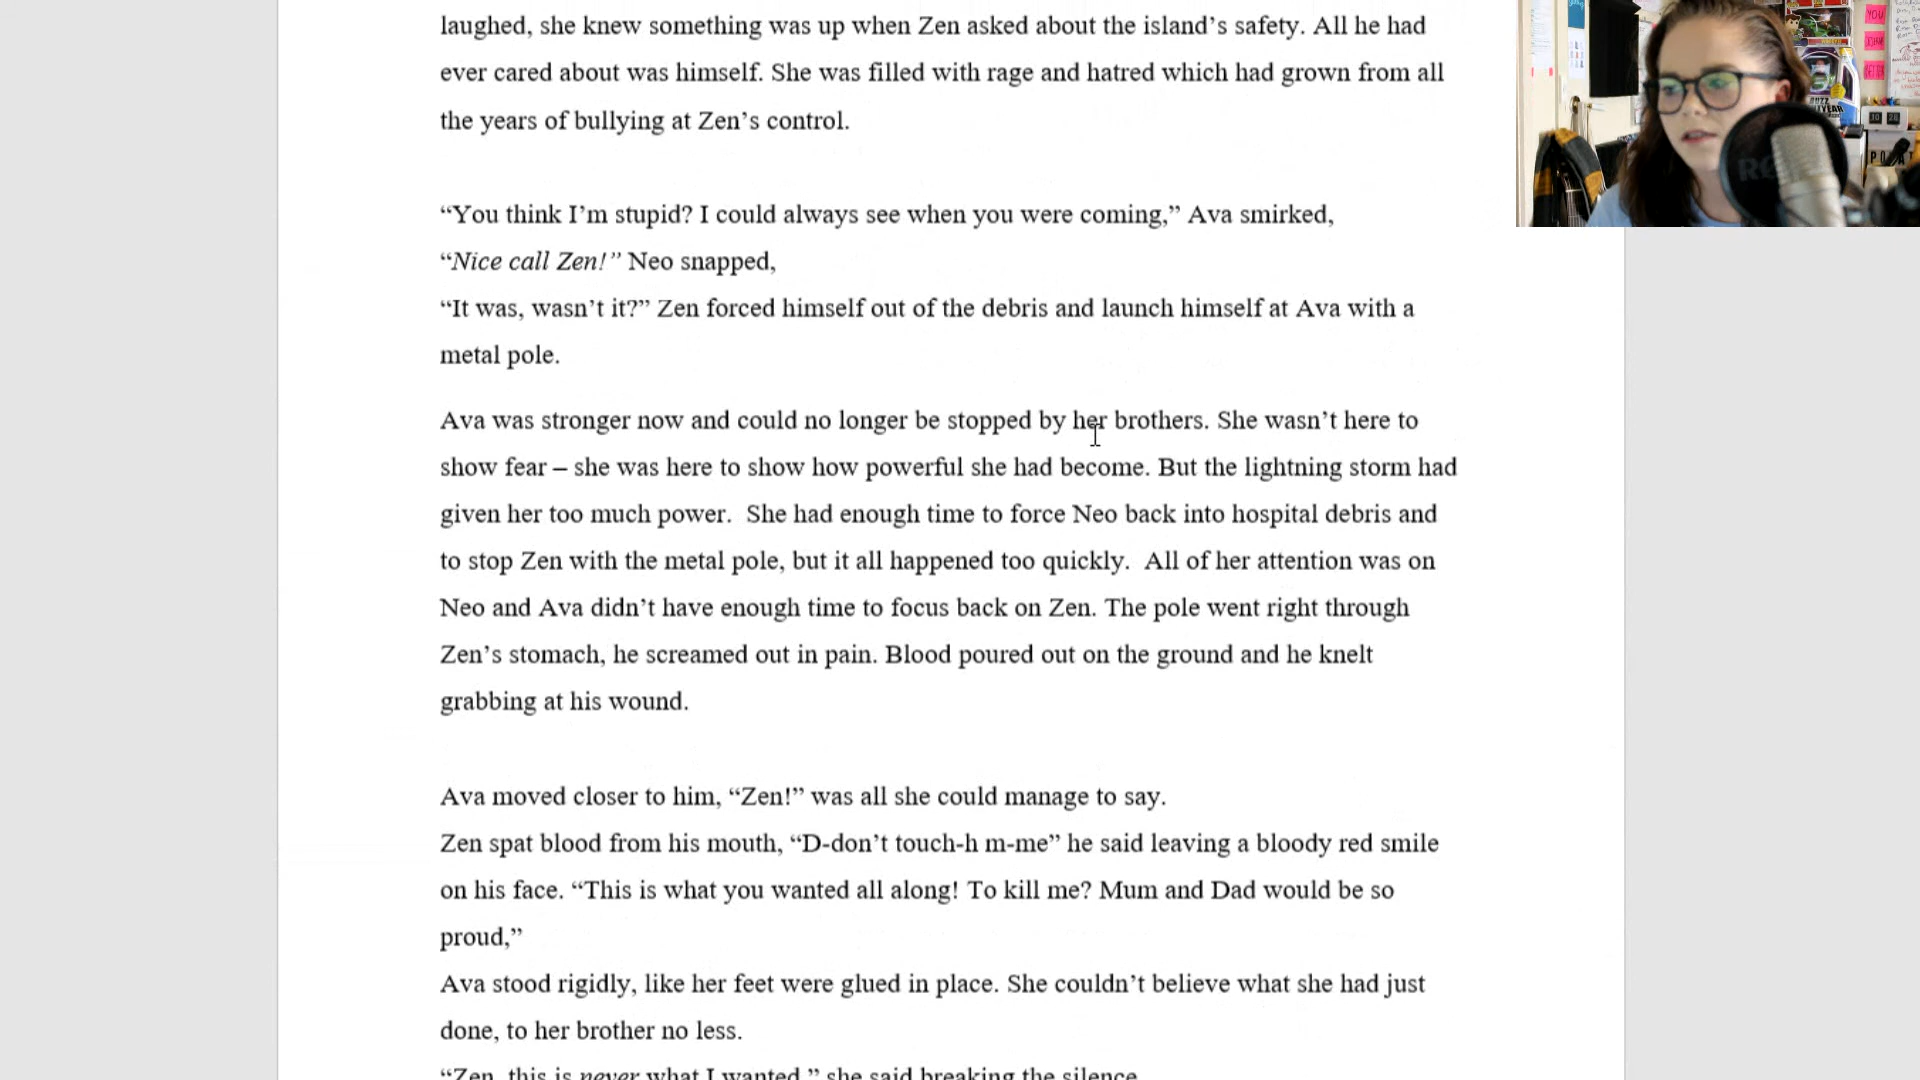 laughed, she knew something was up when Zen asked about the island’s safety. All he had
ever cared about was himself. She was filled with rage and hatred which had grown from all
the years of bullying at Zen’s control.
“You think I’m stupid? I could always see when you were coming,” Ava smirked,
“Nice call Zen!” Neo snapped,
“It was, wasn’t it?” Zen forced himself out of the debris and launch himself at Ava with a
metal pole.
Ava was stronger now and could no longer be stopped by her brothers. She wasn’t here to
show fear – she was here to show how powerful she had become. But the lightning storm had
given her too much power.  She had enough time to force Neo back into hospital debris and
to stop Zen with the metal pole, but it all happened too quickly.  All of her attention was on
Neo and Ava didn’t have enough time to focus back on Zen. The pole went right through
Zen’s stomach, he screamed out in pain. Blood poured out on the ground and he knelt
grabbing at his wound.
Ava moved closer to him, “Zen!” was all she could manage to say.
Zen spat blood from his mouth, “D-don’t touch-h m-me” he said leaving a bloody red smile
on his face. “This is what you wanted all along! To kill me? Mum and Dad would be so
proud,”
Ava stood rigidly, like her feet were glued in place. She couldn’t believe what she had just
done, to her brother no less.
“Zen, this is never what I wanted,” she said breaking the silence
YOU
BUZZ